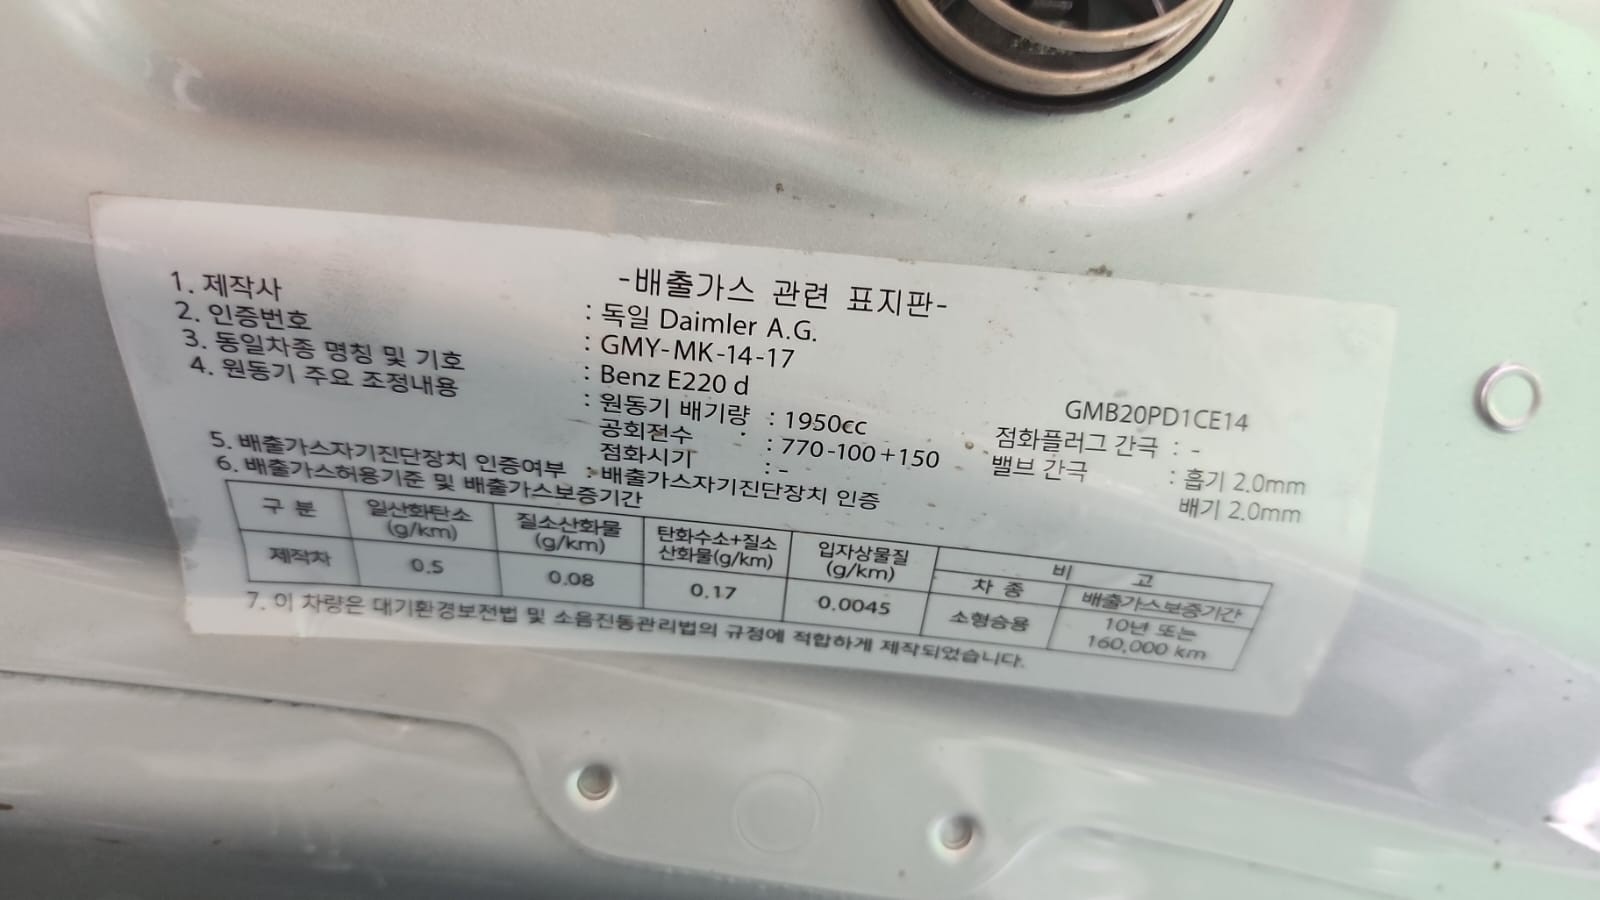 -배출가스 관련 표지판-
1. 제작사 : 독일 Daimler A.G.
2. 인증번호 : GMY-MK-14-17
3. 동일차종 명칭 및 기호 : Benz E220 d GMB20PD1CE14
4. 원동기 주요 조정내용 : 원동기 배기량 : 1950cc 점화플러그 간극 : -
공회전수 : 770-100+150 밸브 간극 : 흡기 2.0mm
점화시기 : - 배기 2.0mm
5. 배출가스자기진단장치 인증여부 : 배출가스자기진단장치 인증
6. 배출가스허용기준 및 배출가스보증기간
구 분 일산화탄소 (g/km) 질소산화물 (g/km) 탄화수소+질소산화물(g/km) 입자상물질 (g/km) 비 고
차 종 배출가스보증기간
제작차 0.5 0.08 0.17 0.0045 소형승용 10년 또는 160,000 km
7. 이 차량은 대기환경보전법 및 소음진동관리법의 규정에 적합하게 제작되었습니다.